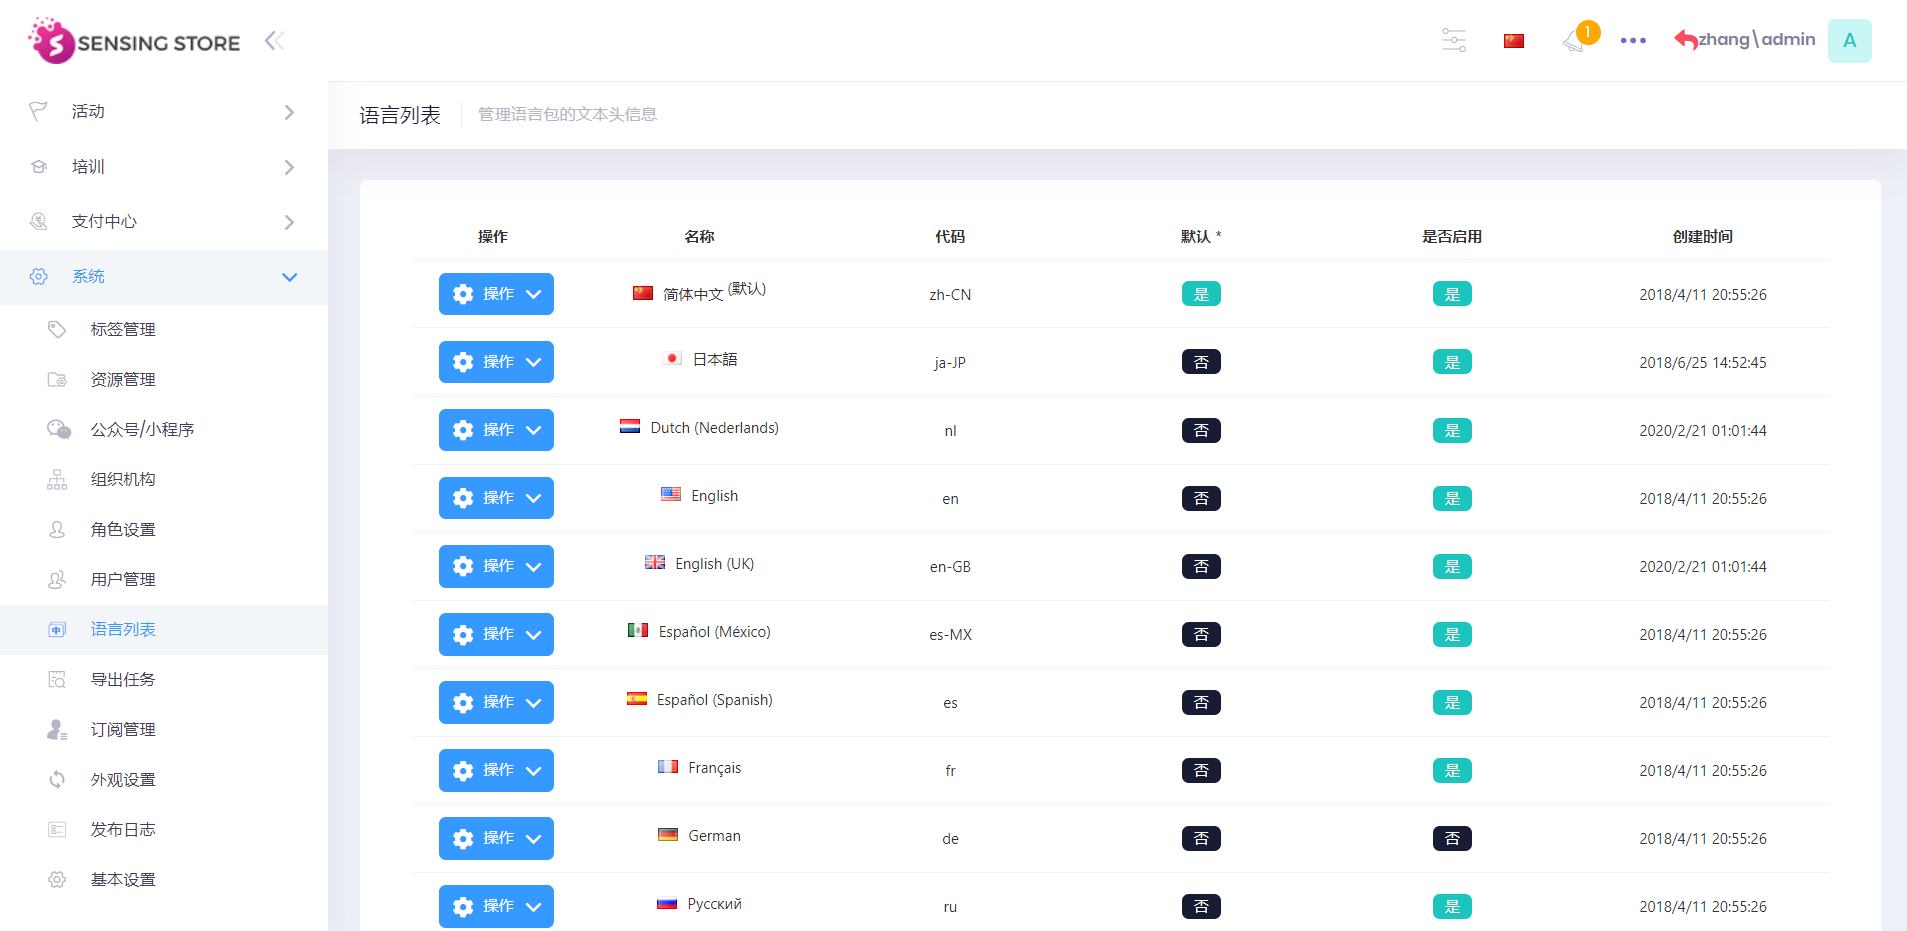 SENSING STORE
1
zhang\admin
A
活动
培训
支付中心
系统
标签管理
资源管理
公众号/小程序
组织机构
角色设置
用户管理
语言列表
导出任务
订阅管理
外观设置
发布日志
基本设置
语言列表 管理语言包的文本头信息
操作 名称 代码 默认 * 是否启用 创建时间
操作 简体中文 (默认) zh-CN 是 是 2018/4/11 20:55:26
操作 日本語 ja-JP 否 是 2018/6/25 14:52:45
操作 Dutch (Nederlands) nl 否 是 2020/2/21 01:01:44
操作 English en 否 是 2018/4/11 20:55:26
操作 English (UK) en-GB 否 是 2020/2/21 01:01:44
操作 Español (México) es-MX 否 是 2018/4/11 20:55:26
操作 Español (Spanish) es 否 是 2018/4/11 20:55:26
操作 Français fr 否 是 2018/4/11 20:55:26
操作 German de 否 否 2018/4/11 20:55:26
操作 Русский ru 否 是 2018/4/11 20:55:26